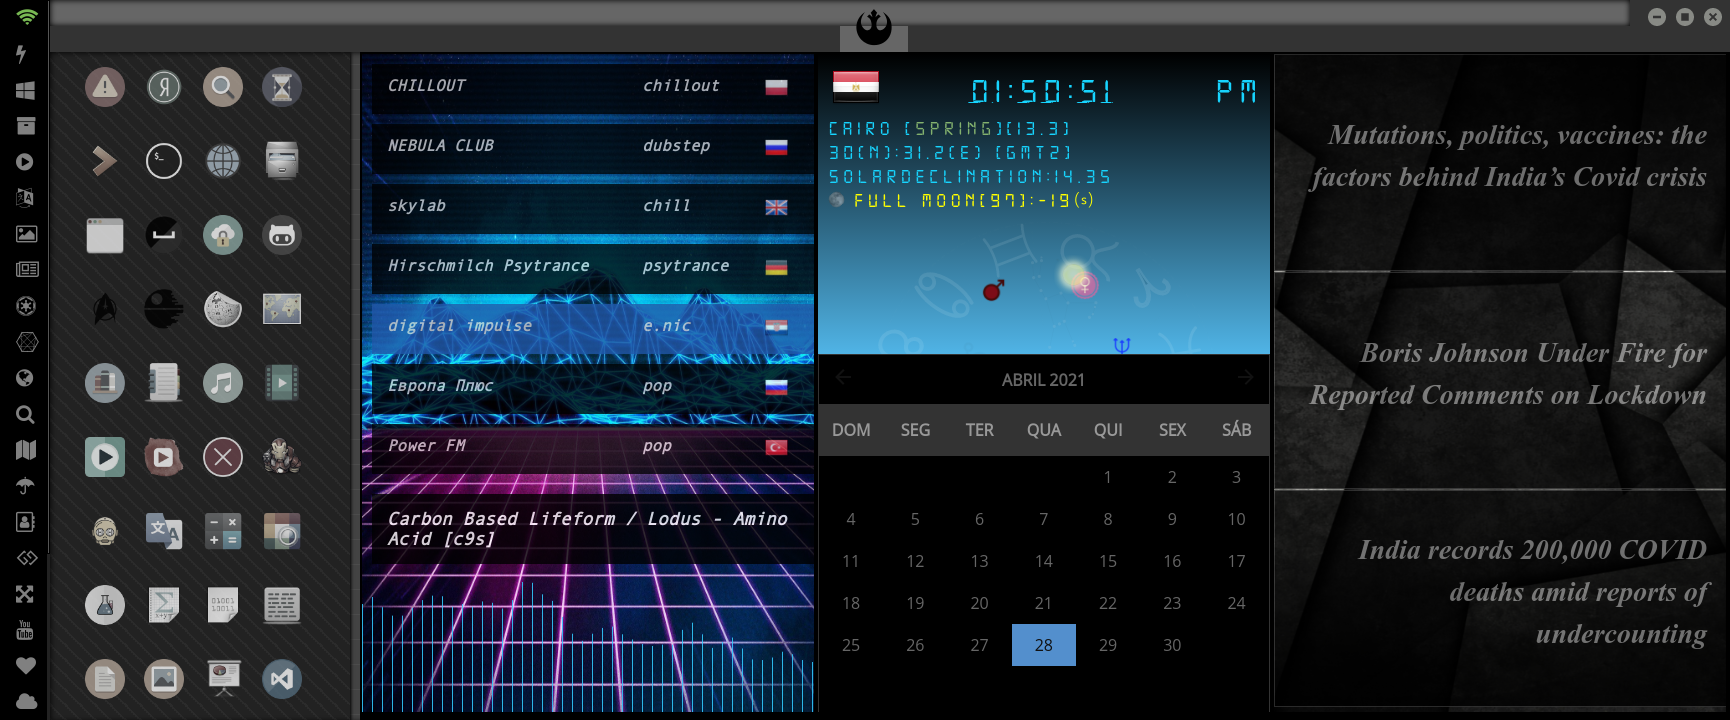 CHILLOUT chillout
NEBULA CLUB dubstep
skylab chill
Hirschmilch Psytrance psytrance
digital impulse e.nic
Европа Плюс pop
Power FM pop
Carbon Based Lifeform / Lodus - Amino
Acid [c9s]
01:50:51 PM
CAIRO [SPRING][13.3]
30(N):31.2(E) [GMT2]
SOLARDECLINATION:14.35
FULL MOON[97]:-19(s)
ABRIL 2021
DOM SEG TER QUA QUI SEX SÁB
1 2 3
4 5 6 7 8 9 10
11 12 13 14 15 16 17
18 19 20 21 22 23 24
25 26 27 28 29 30
Mutations, politics, vaccines: the
factors behind India’s Covid crisis
Boris Johnson Under Fire for
Reported Comments on Lockdown
India records 200,000 COVID
deaths amid reports of
undercounting
You
Tube